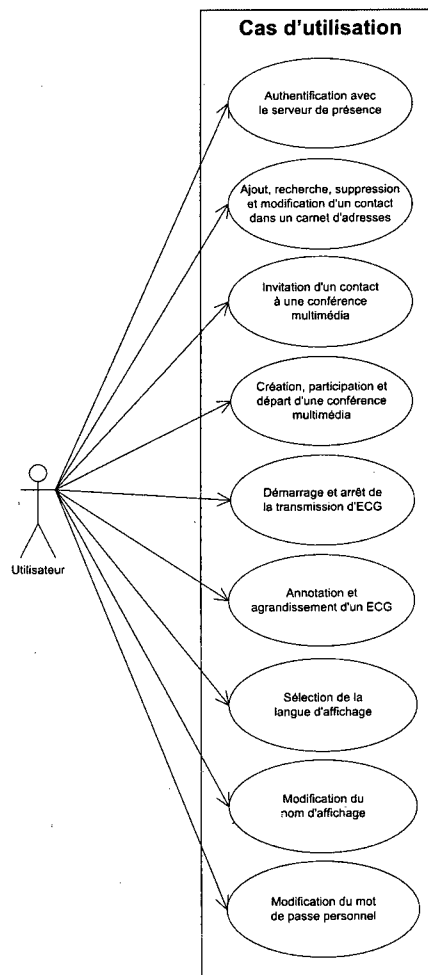 Cas d'utilisation
Authentification avec
le serveur de présence
Ajout, recherche, suppression
et modification d'un contact
dans un carnet d'adresses
Invitation d'un contact
à une conférence
multimédia
Création, participation et
départ d'une conférence
multimédia
Démarrage et arrêt de
la transmission d'ECG
Utilisateur
Annotation et
agrandissement d'un ECG
Sélection de la
langue d'affichage
Modification du
nom d'affichage
Modification du mot
de passe personnel